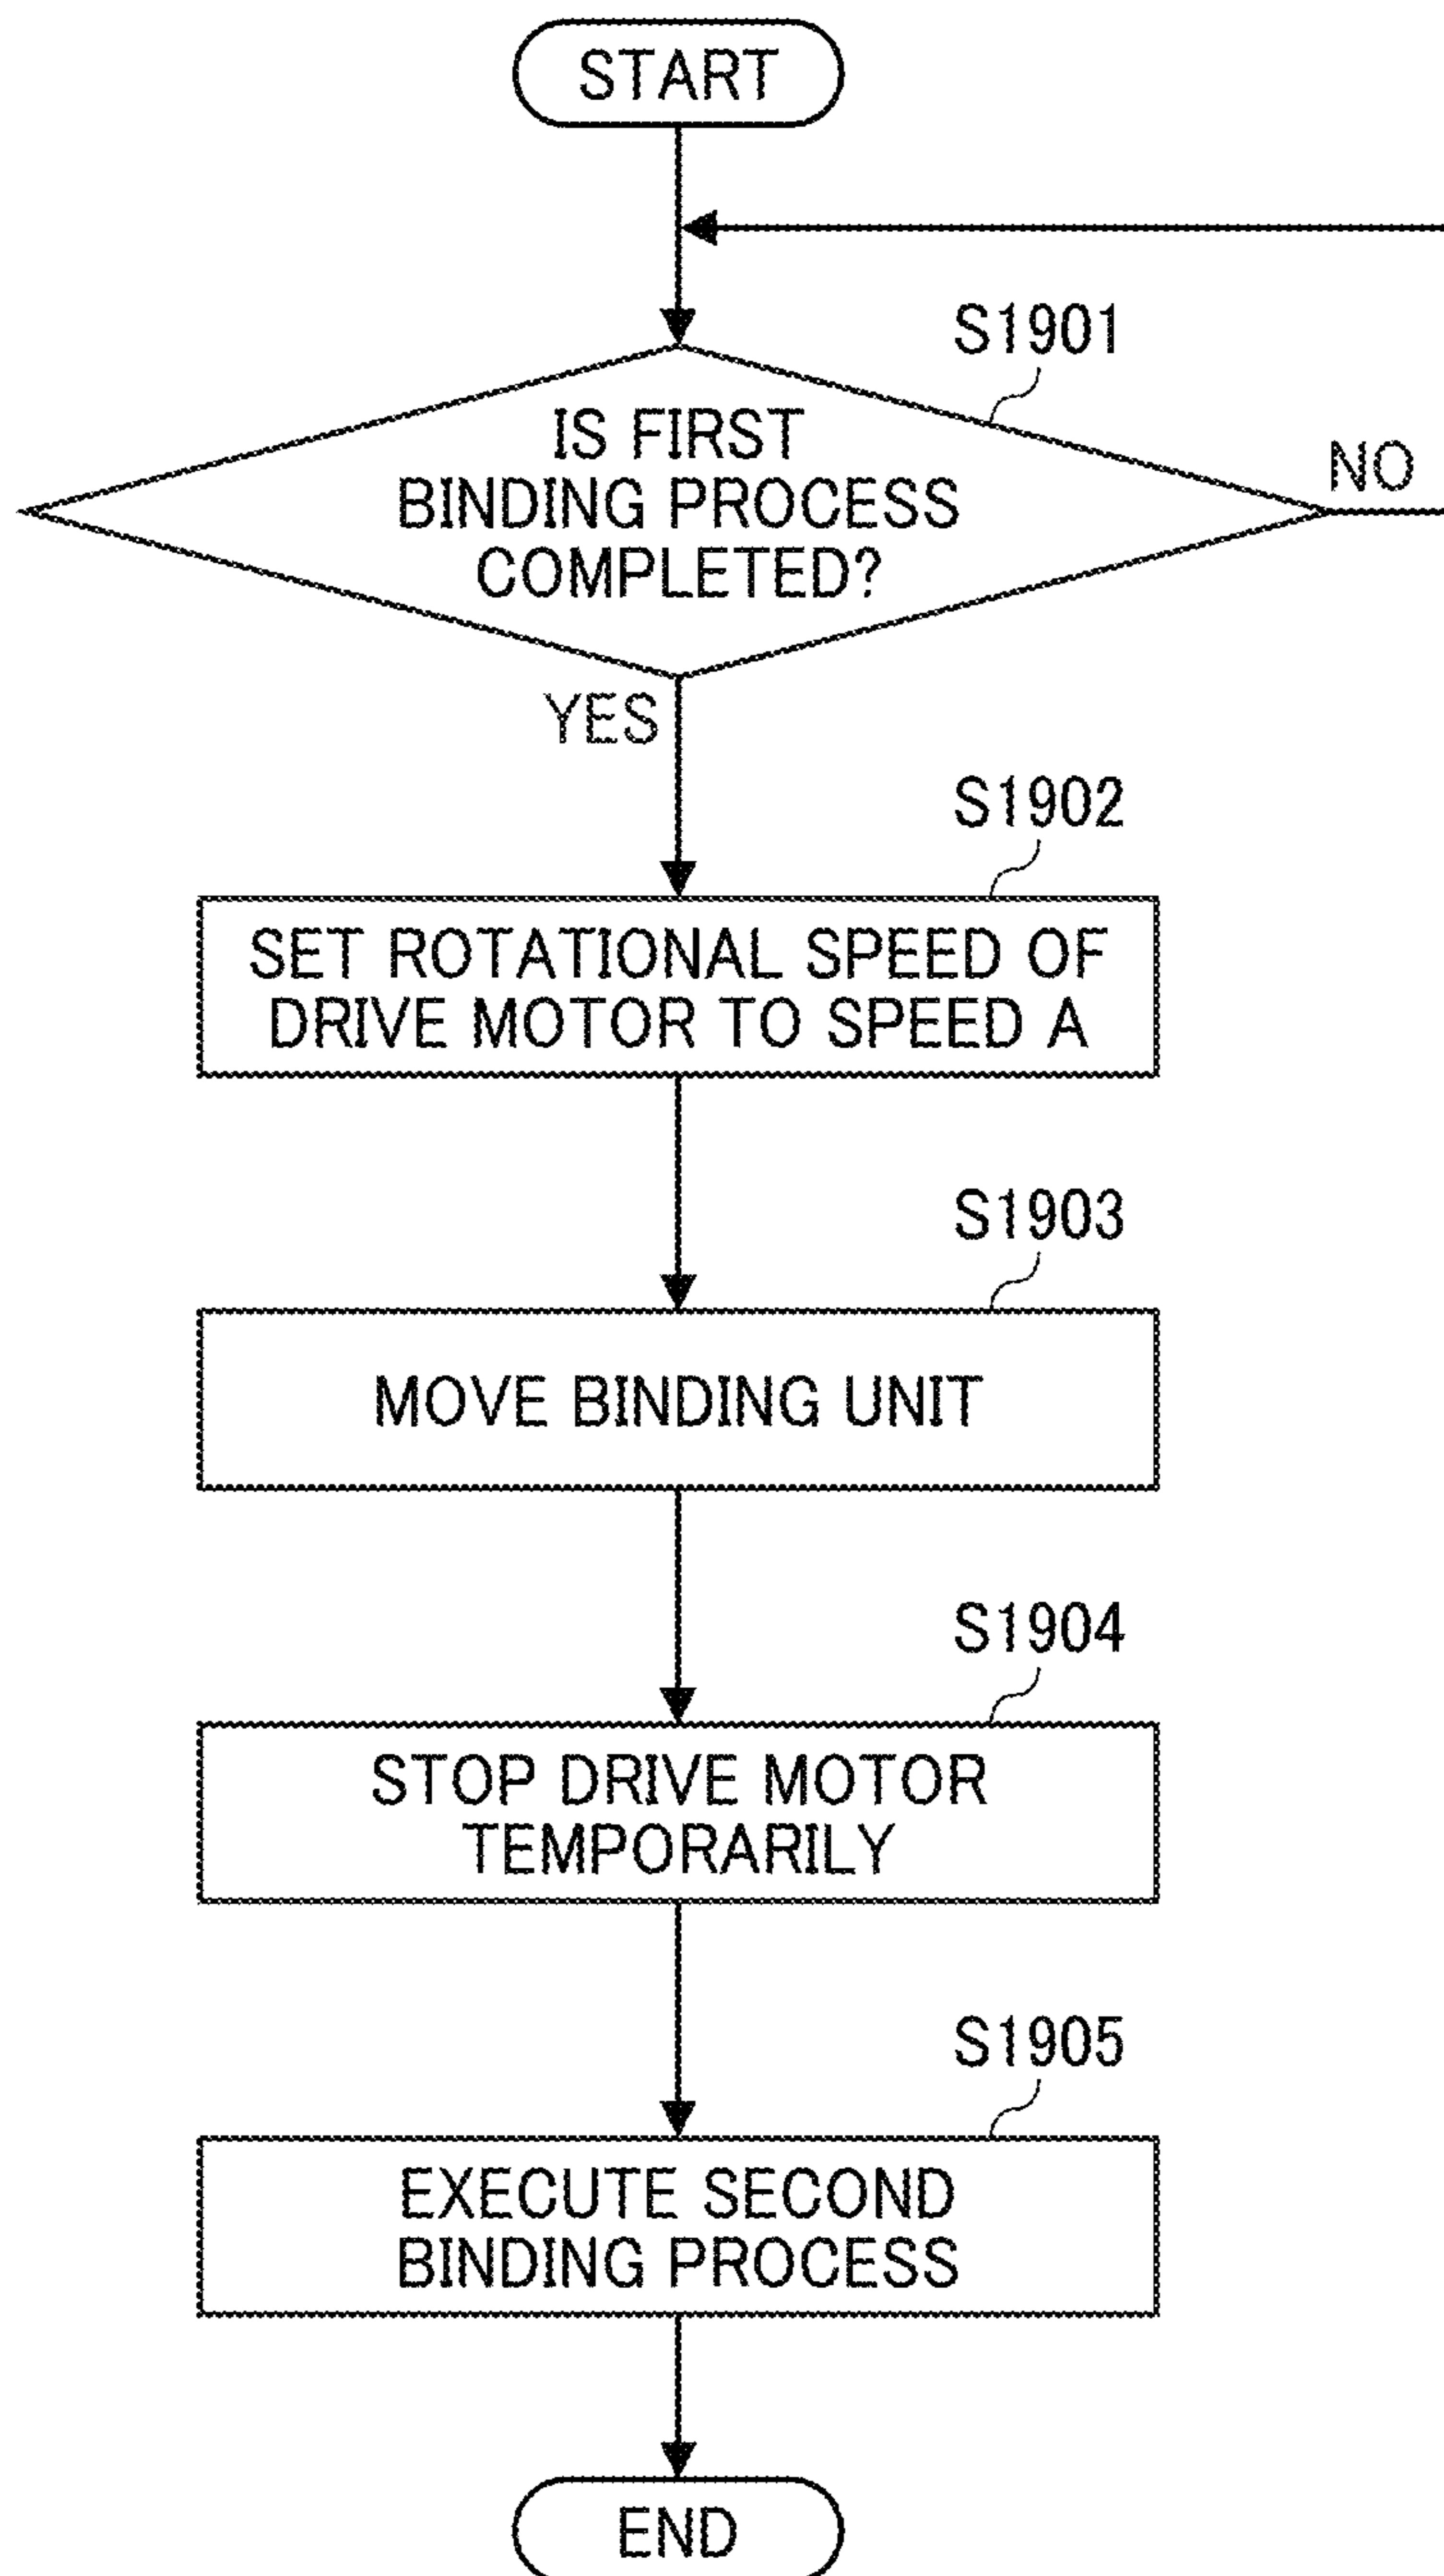 START
S1901
IS FIRST
BINDING PROCESS
COMPLETED?
NO
YES
S1902
SET ROTATIONAL SPEED OF
DRIVE MOTOR TO SPEED A
S1903
MOVE BINDING UNIT
S1904
STOP DRIVE MOTOR
TEMPORARILY
S1905
EXECUTE SECOND
BINDING PROCESS
END